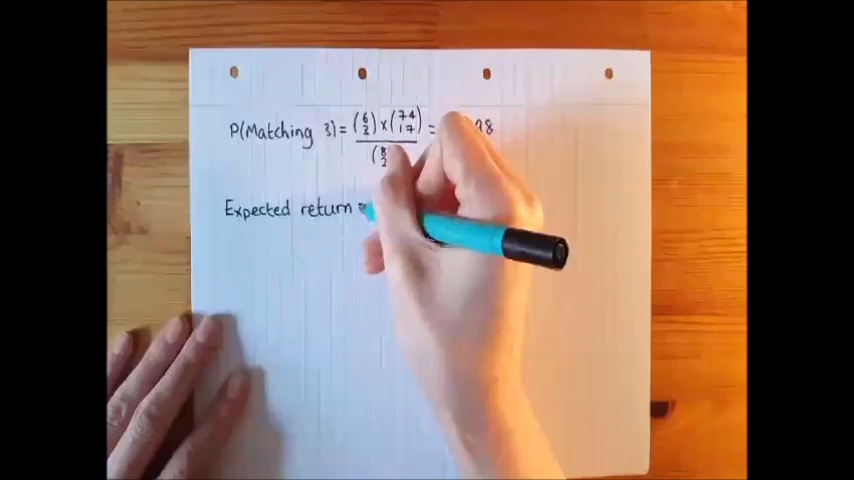 P(Matching 3) = (6 3) x (74 17) =
Expected return =